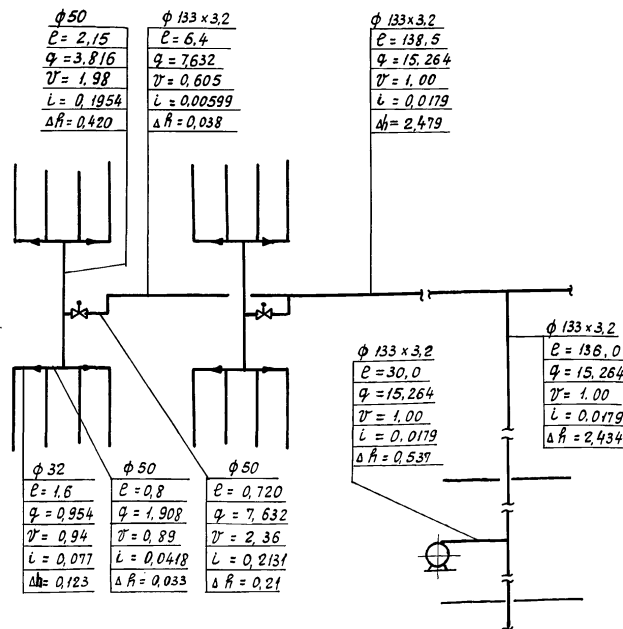 ϕ50
ℓ = 2,15
q = 3,816
v = 1,98
i = 0,1954
Δh = 0,420
ϕ 133 × 3,2
ℓ = 6,4
q = 7,632
v = 0,605
i = 0,00599
Δh = 0,038
ϕ 133 × 3,2
ℓ = 138,5
q = 15,264
v = 1,00
i = 0,0179
Δh = 2,479
ϕ 133 × 3,2
ℓ = 30,0
q = 15,264
v = 1,00
i = 0,0179
Δh = 0,537
ϕ 133 × 3,2
ℓ = 136,0
q = 15,264
v = 1.00
i = 0,0179
Δh = 2,434
ϕ 32
ℓ = 1,6
q = 0,954
v = 0,94
i = 0,077
Δh = 0,123
ϕ 50
ℓ = 0,8
q = 1,908
v = 0,89
i = 0,0418
Δh = 0,033
ϕ 50
ℓ = 0,720
q = 7,632
v = 2,36
i = 0,2131
Δh = 0,21